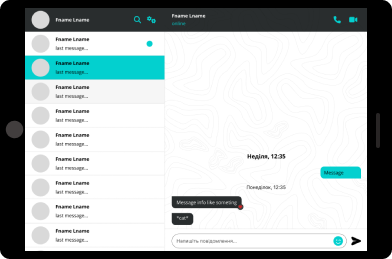 Fname Lname
Fname Lname
online
Fname Lname
last message...
Fname Lname
last message...
Fname Lname
last message...
Fname Lname
last message...
Fname Lname
last message...
Fname Lname
last message...
Fname Lname
last message...
Fname Lname
last message...
Fname Lname
last message...
Неділя, 12:35
Message
Понеділок, 12:35
Message info like someting
Напишіть повідомлення...